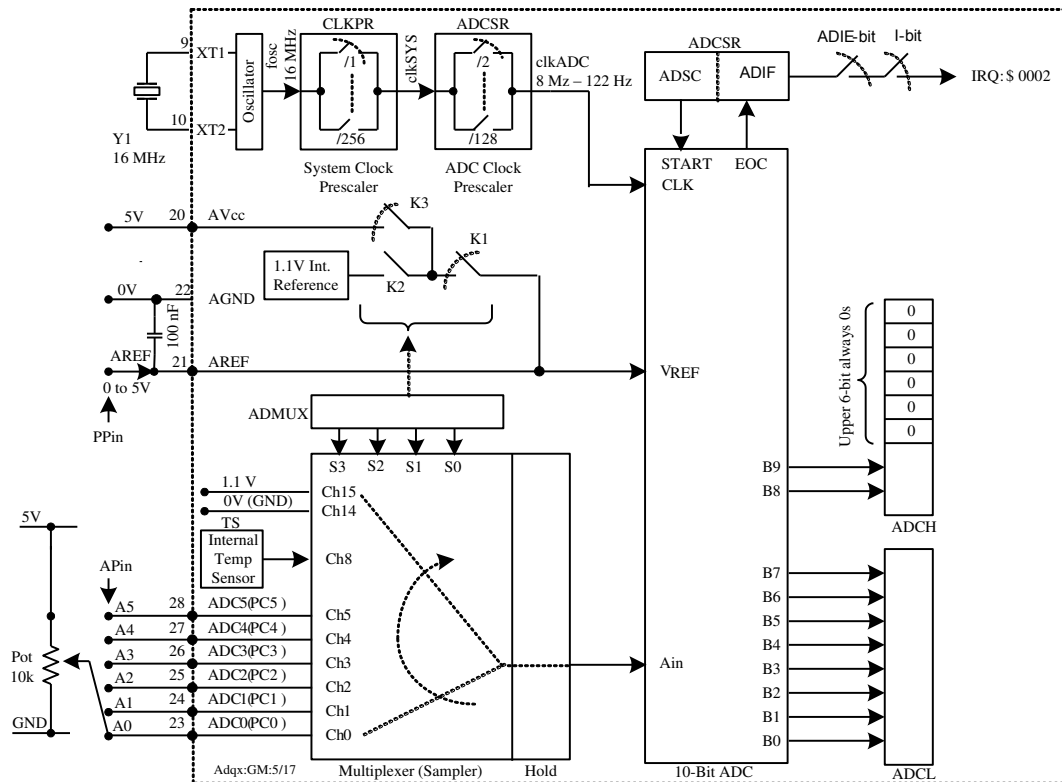 CLKPR
ADCSR
ADCSR
ADIE-bit
I-bit
9
XT1
Oscillator
fosc
16 MHz
/1
/256
clkSYS
/2
/128
clkADC
8 Mz – 122 Hz
ADSC
ADIF
IRQ: $ 0002
10
XT2
Y1
16 MHz
System Clock
Prescaler
ADC Clock
Prescaler
START
EOC
CLK
5V
20
AVcc
K3
K1
1.1V Int.
Reference
K2
0V
22
AGND
100 nF
AREF
21
AREF
VREF
0 to 5V
PPin
ADMUX
S3
S2
S1
S0
Upper 6-bit always 0s
0
0
0
0
0
0
B9
B8
ADCH
1.1 V
Ch15
0V (GND)
Ch14
TS
Internal
Temp
Sensor
Ch8
5V
APin
A5
28
ADC5(PC5)
Ch5
A4
27
ADC4(PC4)
Ch4
A3
26
ADC3(PC3)
Ch3
A2
25
ADC2(PC2)
Ch2
A1
24
ADC1(PC1)
Ch1
A0
23
ADC0(PC0)
Ch0
Pot
10k
GND
Ain
B7
B6
B5
B4
B3
B2
B1
B0
Adqx:GM:5/17
Multiplexer (Sampler)
Hold
10-Bit ADC
ADCL